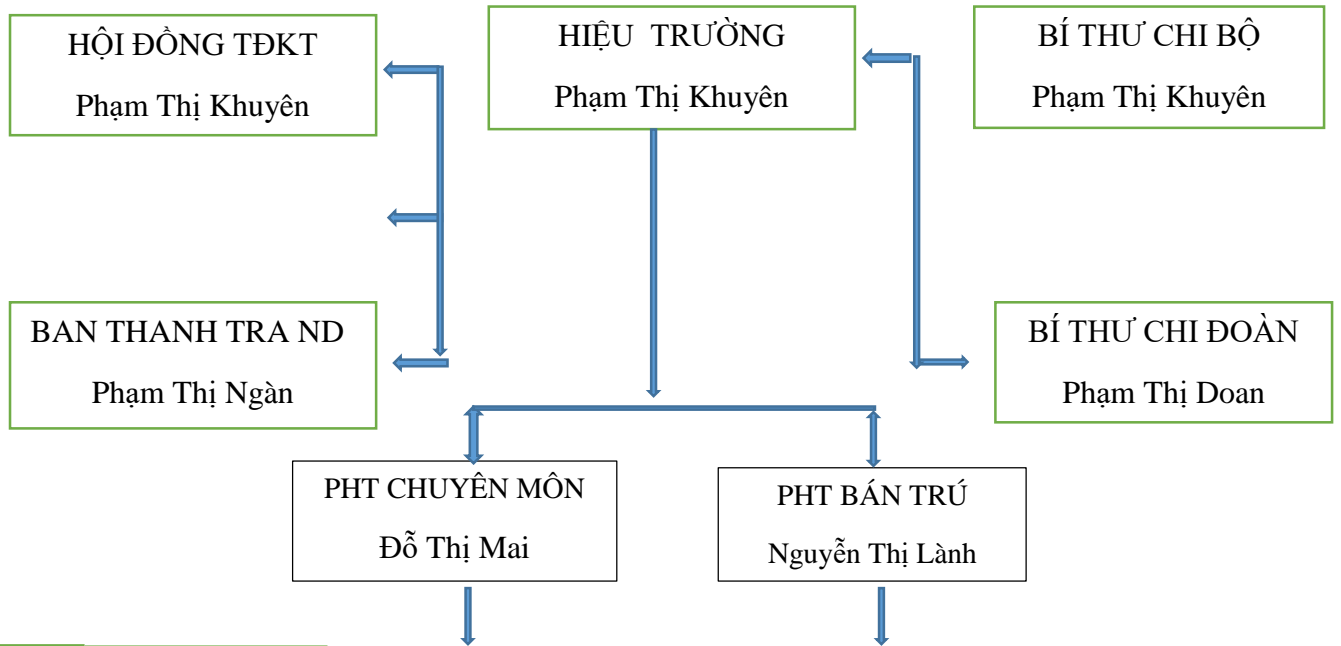 HỘI ĐỒNG TĐKT
Phạm Thị Khuyên
HIỆU TRƯỜNG
Phạm Thị Khuyên
BÍ THƯ CHI BỘ
Phạm Thị Khuyên
BAN THANH TRA ND
Phạm Thị Ngàn
BÍ THƯ CHI ĐOÀN
Phạm Thị Doan
PHT CHUYÊN MÔN
Đỗ Thị Mai
PHT BÁN TRÚ
Nguyễn Thị Lành